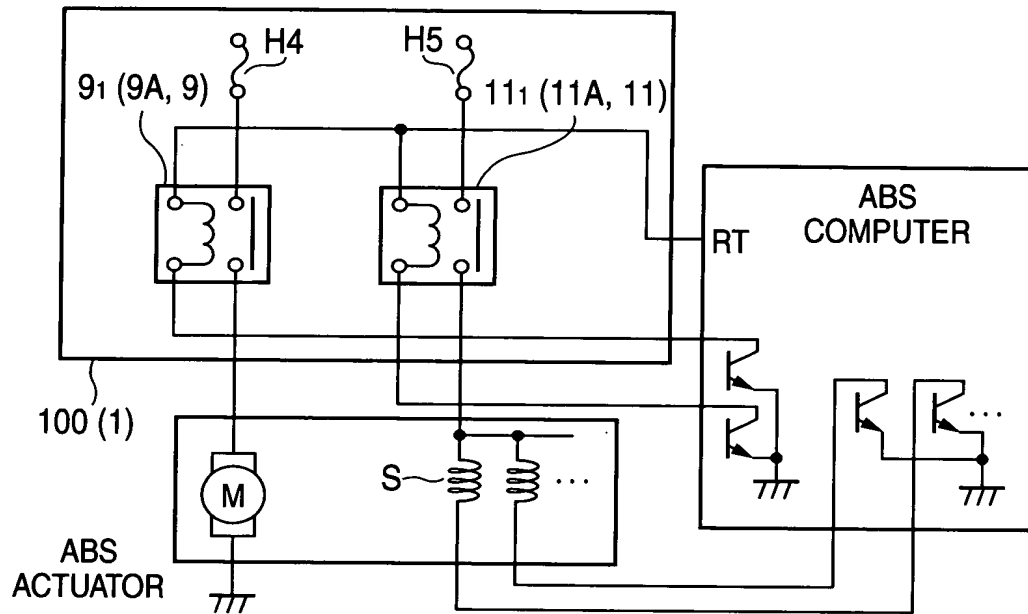 H4
H5
9₁ (9A, 9)
11₁ (11A, 11)
ABS
COMPUTER
RT
100 (1)
S
...
...
M
ABS
ACTUATOR